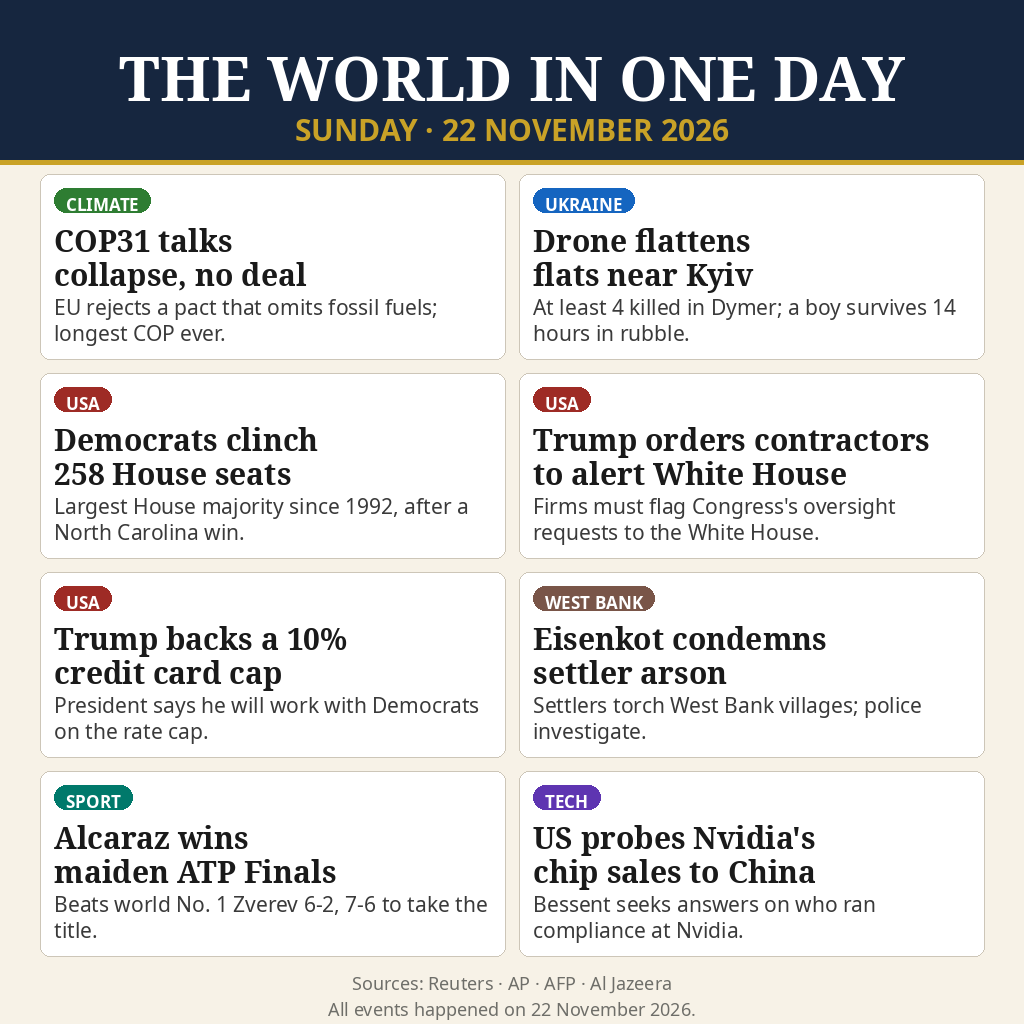 THE WORLD IN ONE DAY
SUNDAY · 22 NOVEMBER 2026
CLIMATE
COP31 talks
collapse, no deal
EU rejects a pact that omits fossil fuels;
longest COP ever.
UKRAINE
Drone flattens
flats near Kyiv
At least 4 killed in Dymer; a boy survives 14
hours in rubble.
USA
Democrats clinch
258 House seats
Largest House majority since 1992, after a
North Carolina win.
USA
Trump orders contractors
to alert White House
Firms must flag Congress's oversight
requests to the White House.
USA
Trump backs a 10%
credit card cap
President says he will work with Democrats
on the rate cap.
WEST BANK
Eisenkot condemns
settler arson
Settlers torch West Bank villages; police
investigate.
SPORT
Alcaraz wins
maiden ATP Finals
Beats world No. 1 Zverev 6-2, 7-6 to take the
title.
TECH
US probes Nvidia's
chip sales to China
Bessent seeks answers on who ran
compliance at Nvidia.
Sources: Reuters · AP · AFP · Al Jazeera
All events happened on 22 November 2026.